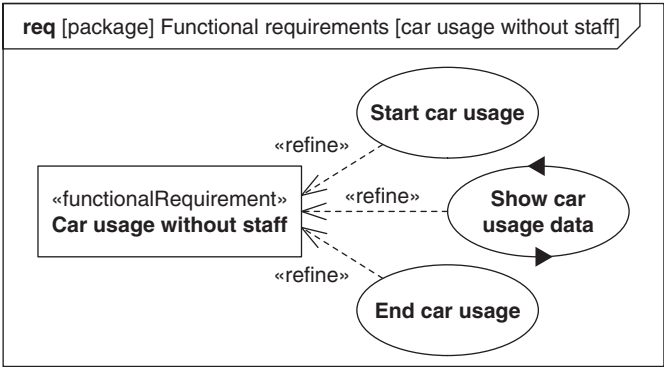 req [package] Functional requirements [car usage without staff]
Start car usage
«refine»
«functionalRequirement»
Car usage without staff
«refine»
Show car
usage data
«refine»
End car usage